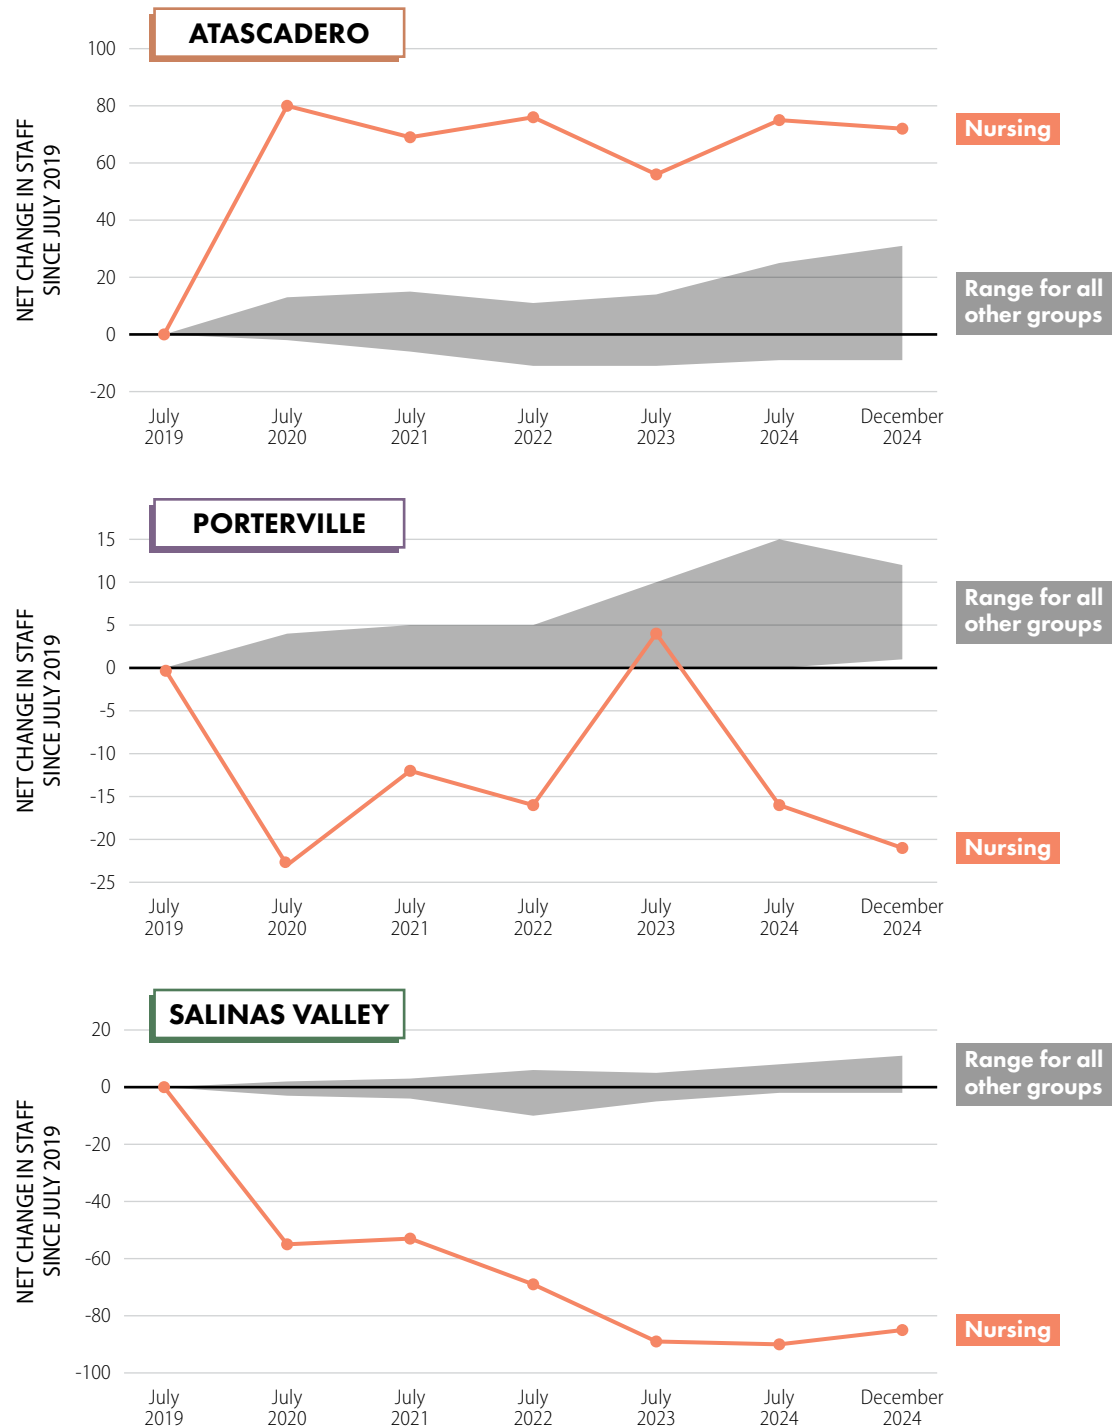 ATASCADERO
NET CHANGE IN STAFF
SINCE JULY 2019
100
80
60
40
20
0
-20
July
2019
July
2020
July
2021
July
2022
July
2023
July
2024
December
2024
Nursing
Range for all
other groups
PORTERVILLE
NET CHANGE IN STAFF
SINCE JULY 2019
15
10
5
0
-5
-10
-15
-20
-25
July
2019
July
2020
July
2021
July
2022
July
2023
July
2024
December
2024
Range for all
other groups
Nursing
SALINAS VALLEY
NET CHANGE IN STAFF
SINCE JULY 2019
20
0
-20
-40
-60
-80
-100
July
2019
July
2020
July
2021
July
2022
July
2023
July
2024
December
2024
Range for all
other groups
Nursing